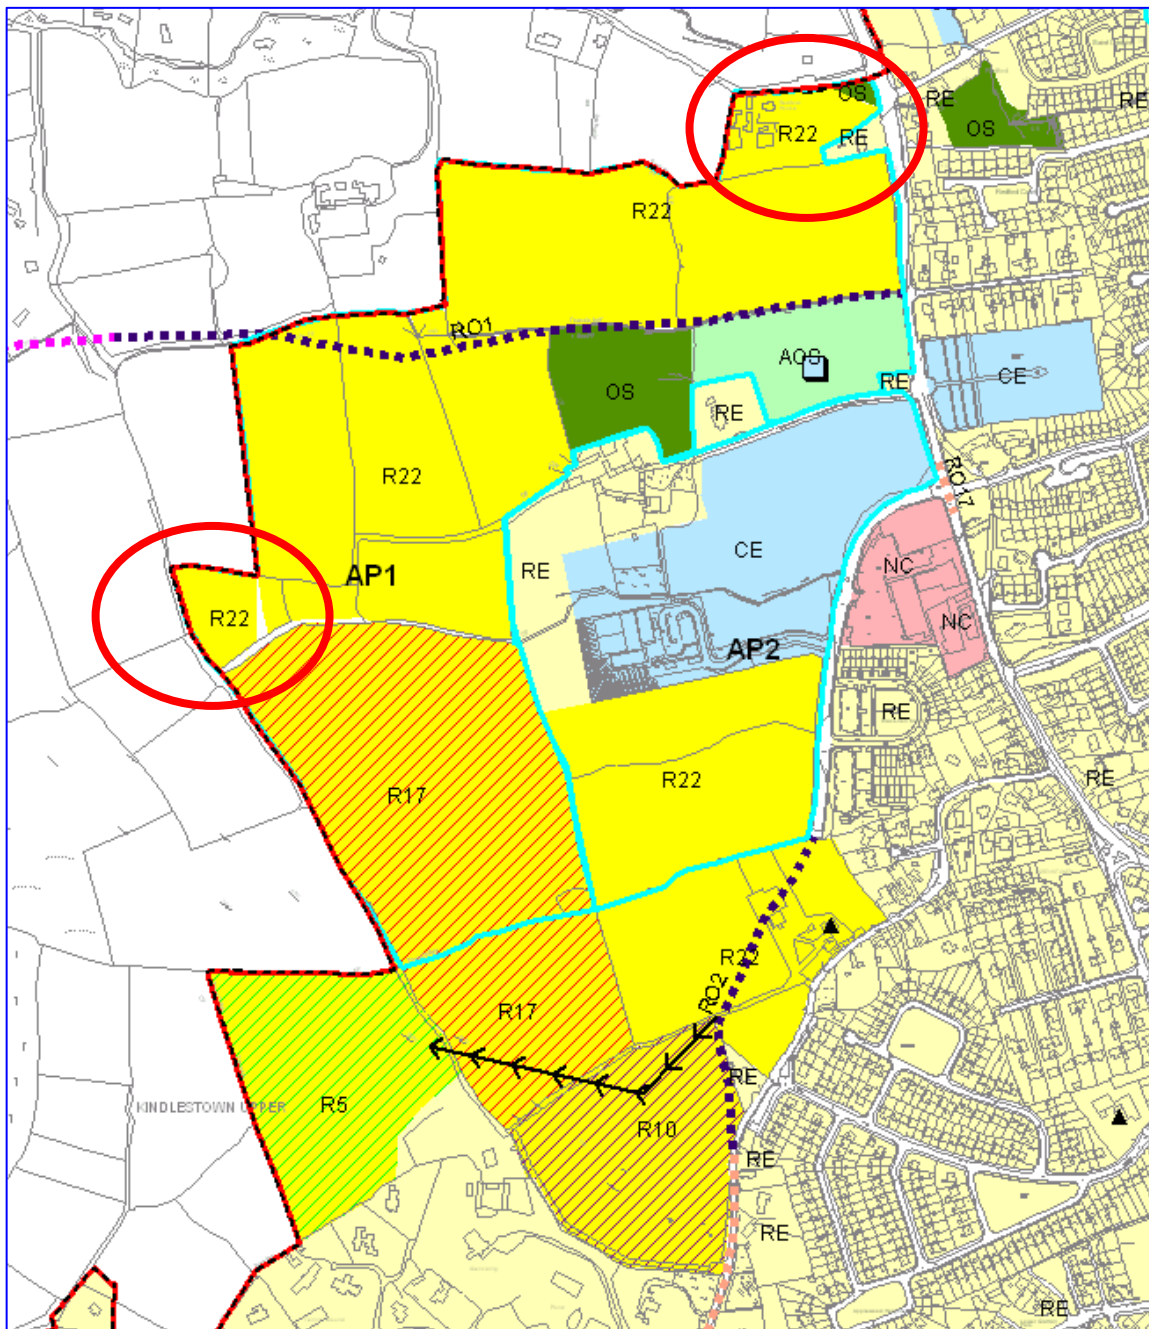 OS
RE
RE
R22
RE
OS
R22
RO1
AOS
OS
RE
RE
CE
R22
RO17
CE
RE
AP1
NC
R22
NC
AP2
RE
R22
RE
R17
R22
RO2
R17
RE
R5
KINDLESTOWN UPPER
R10
RE
RE
RE